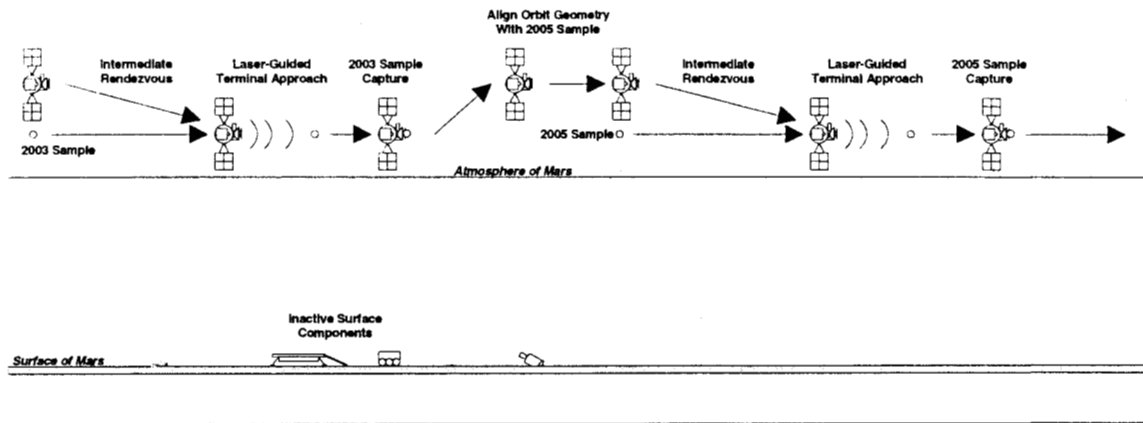 Align Orbit Geometry
With 2005 Sample
Intermediate
Rendezvous
Laser-Guided
Terminal Approach
2003 Sample
Capture
Intermediate
Rendezvous
Laser-Guided
Terminal Approach
2005 Sample
Capture
2003 Sample
2005 Sample
Atmosphere of Mars
Inactive Surface
Components
Surface of Mars